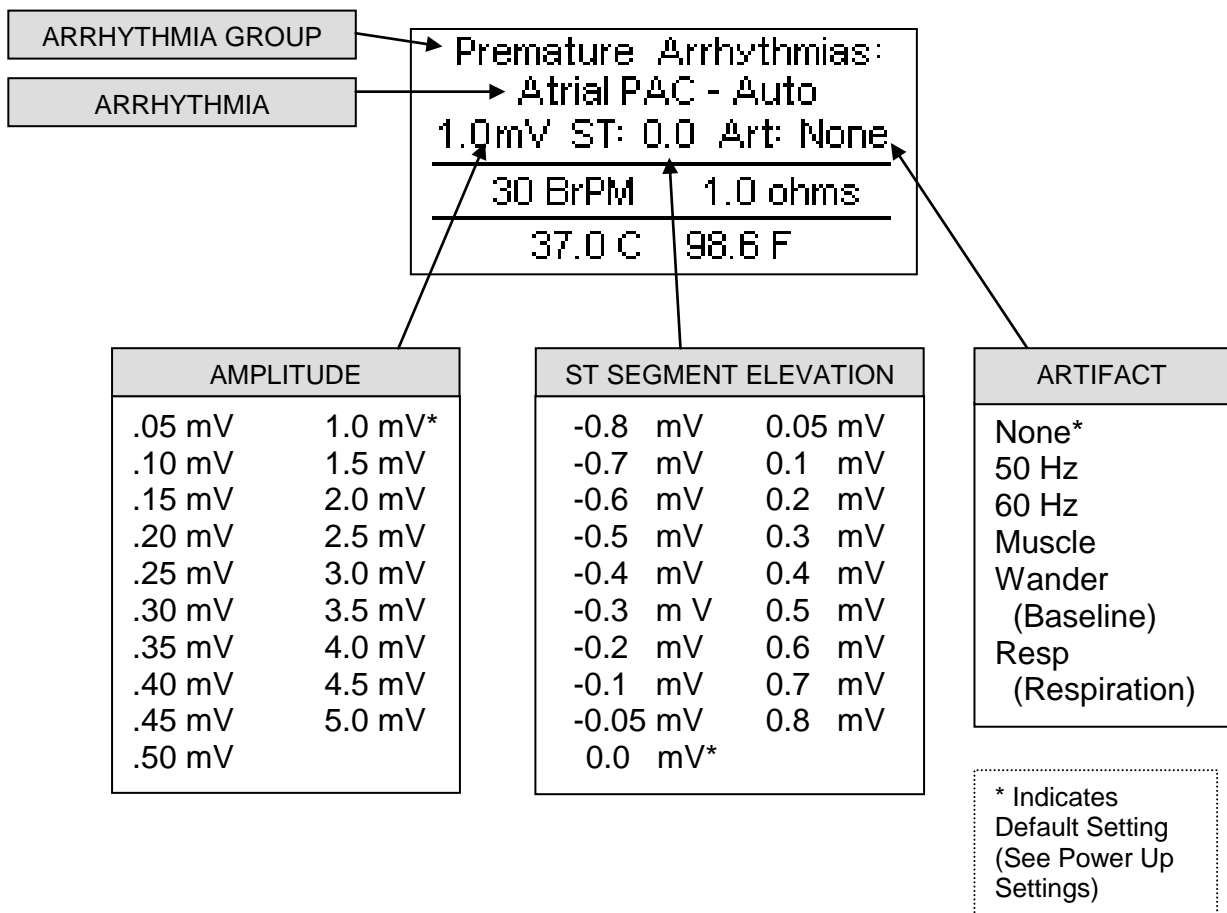 ARRHYTHMIA GROUP
ARRHYTHMIA
Premature Arrhythmias:
Atrial PAC - Auto
1.0mV ST: 0.0 Art: None
30 BrPM 1.0 ohms
37.0 C 98.6 F
AMPLITUDE
.05 mV 1.0 mV*
.10 mV 1.5 mV
.15 mV 2.0 mV
.20 mV 2.5 mV
.25 mV 3.0 mV
.30 mV 3.5 mV
.35 mV 4.0 mV
.40 mV 4.5 mV
.45 mV 5.0 mV
.50 mV
ST SEGMENT ELEVATION
-0.8 mV 0.05 mV
-0.7 mV 0.1 mV
-0.6 mV 0.2 mV
-0.5 mV 0.3 mV
-0.4 mV 0.4 mV
-0.3 m V 0.5 mV
-0.2 mV 0.6 mV
-0.1 mV 0.7 mV
-0.05 mV 0.8 mV
0.0 mV*
ARTIFACT
None*
50 Hz
60 Hz
Muscle
Wander
(Baseline)
Resp
(Respiration)
* Indicates
Default Setting
(See Power Up
Settings)